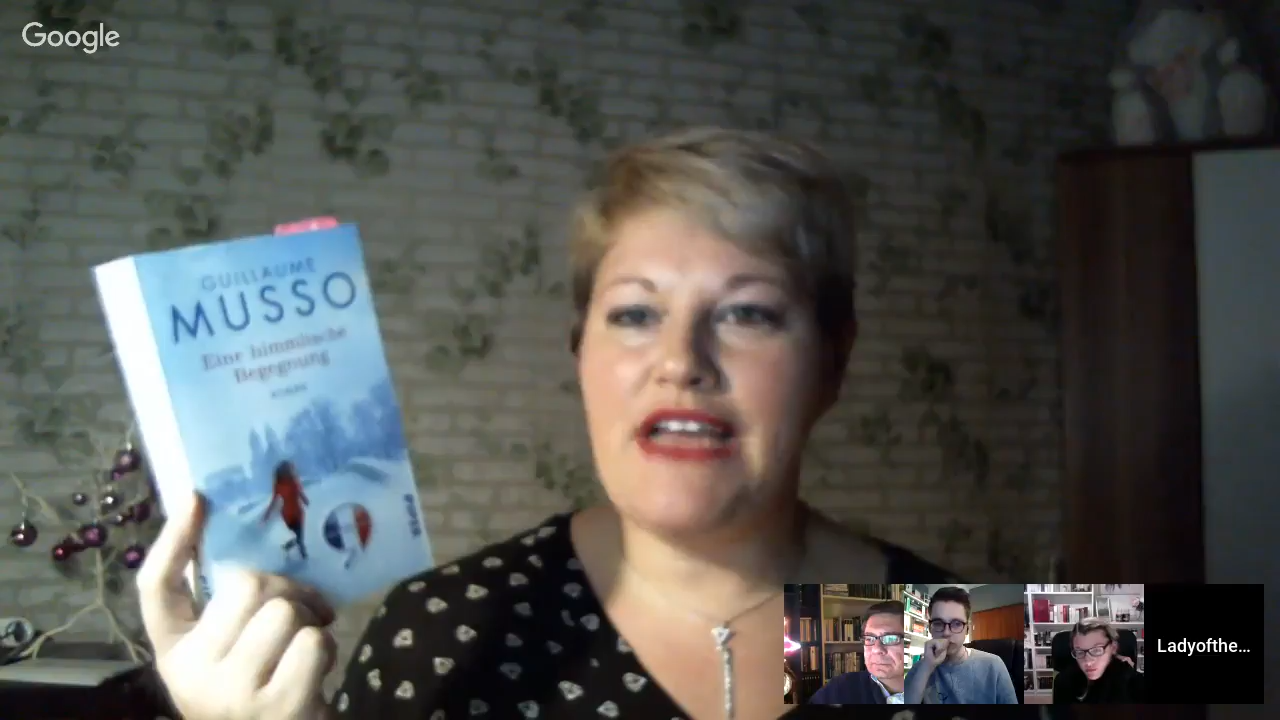 Google
GUILLAUME
MUSSO
Eine himmlische
Begegnung
ROMAN
Ladyofthe...